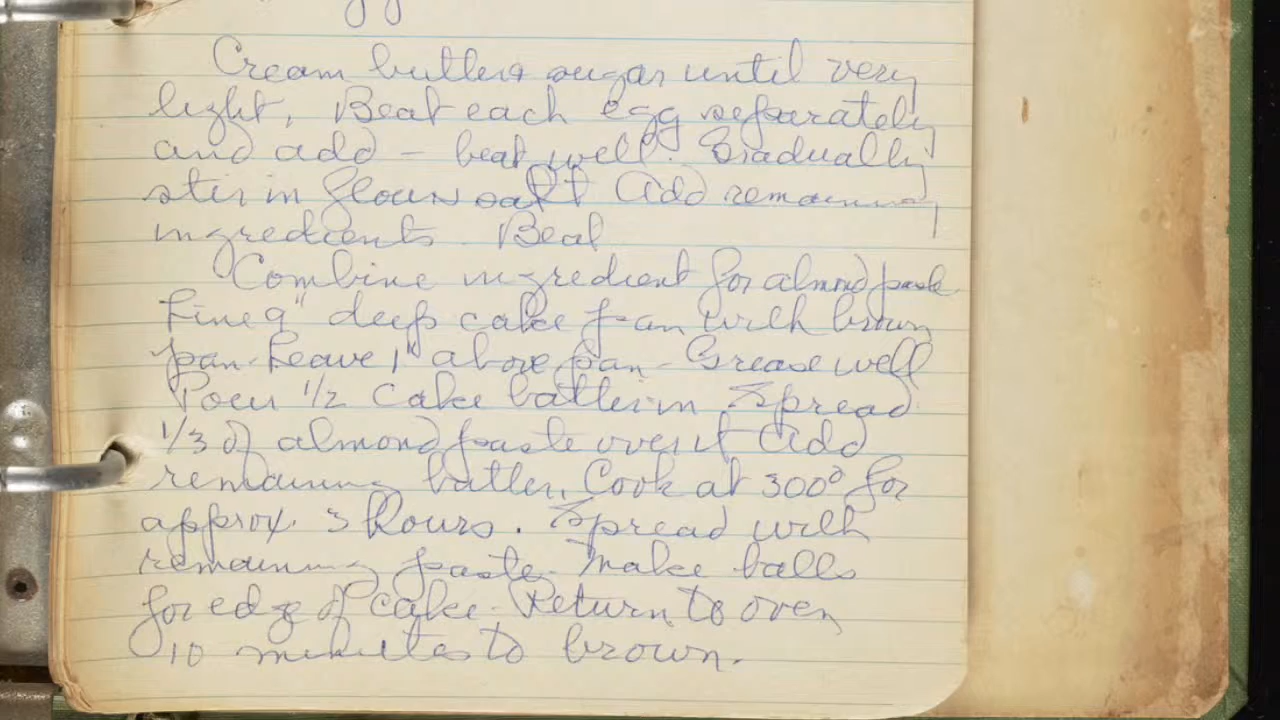 Cream butter + sugar until very
light, Beat each egg separately
and add - beat well. Gradually
stir in flour salt Add remaining
ingredients Beat
Combine ingredient for almond paste
Line 9" deep cake pan with brown
pan. Leave 1" above pan - Grease well
Pour 1/2 cake batter in Spread
1/3 of almond paste over it Add
remaining batter. Cook at 300° for
approx. 3 hours. Spread with
remaining paste. Make balls
for edge of cake. Return to oven
10 minutes to brown.